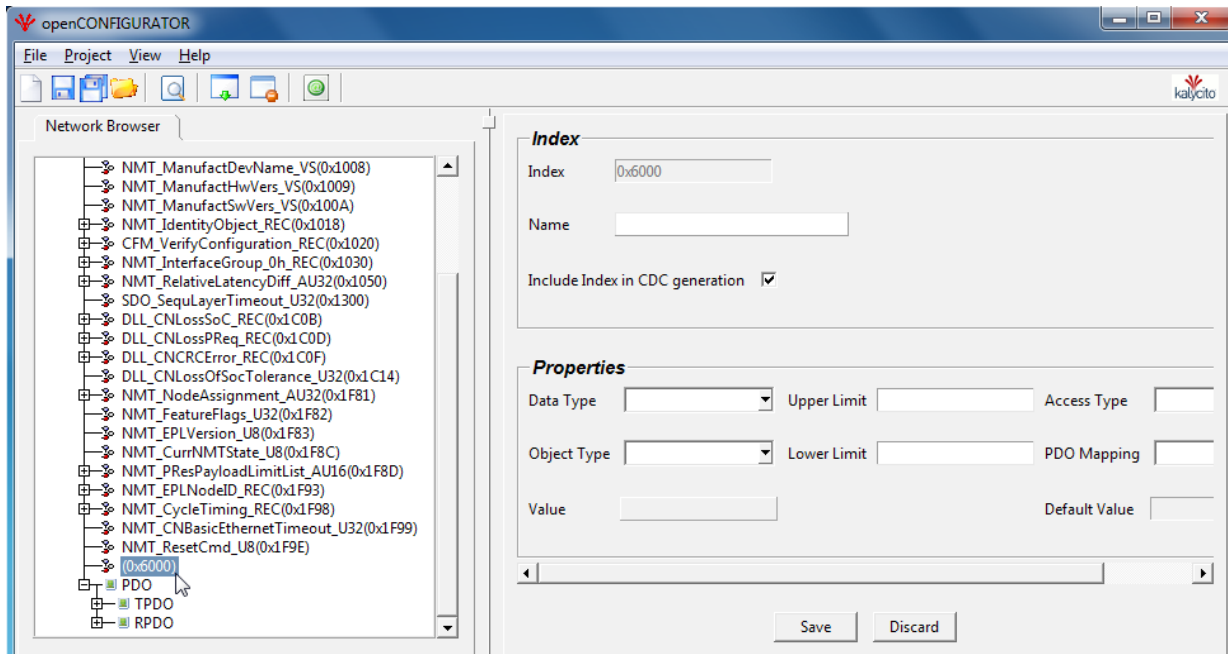 openCONFIGURATOR
File Project View Help
kalycito
Network Browser
NMT_ManufactDevName_VS(0x1008)
NMT_ManufactHwVers_VS(0x1009)
NMT_ManufactSwVers_VS(0x100A)
NMT_IdentityObject_REC(0x1018)
CFM_VerifyConfiguration_REC(0x1020)
NMT_InterfaceGroup_0h_REC(0x1030)
NMT_RelativeLatencyDiff_AU32(0x1050)
SDO_SequLayerTimeout_U32(0x1300)
DLL_CNLossSoC_REC(0x1C0B)
DLL_CNLossPReq_REC(0x1C0D)
DLL_CNCRCError_REC(0x1C0F)
DLL_CNLossOfSocTolerance_U32(0x1C14)
NMT_NodeAssignment_AU32(0x1F81)
NMT_FeatureFlags_U32(0x1F82)
NMT_EPLVersion_U8(0x1F83)
NMT_CurrNMTState_U8(0x1F8C)
NMT_PResPayloadLimitList_AU16(0x1F8D)
NMT_EPLNodeID_REC(0x1F93)
NMT_CycleTiming_REC(0x1F98)
NMT_CNBasicEthernetTimeout_U32(0x1F99)
NMT_ResetCmd_U8(0x1F9E)
(0x6000)
PDO
TPDO
RPDO
Index
Index 0x6000
Name
Include Index in CDC generation
Properties
Data Type Upper Limit Access Type
Object Type Lower Limit PDO Mapping
Value Default Value
Save Discard